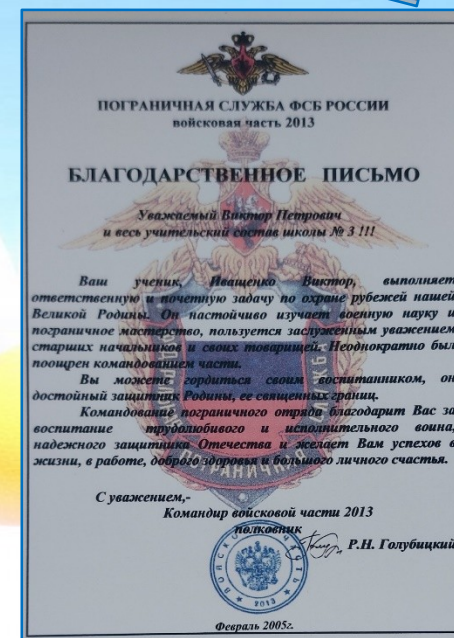 ПОГРАНИЧНАЯ СЛУЖБА ФСБ РОССИИ
войсковая часть 2013
БЛАГОДАРСТВЕННОЕ ПИСЬМО
Уважаемый Виктор Петрович
и весь учительский состав школы № 3 !!!
Ваш ученик, Иващенко Виктор, выполняет
ответственную и почетную задачу по охране рубежей нашей
Великой Родины. Он настойчиво изучает военную науку и
пограничное мастерство, пользуется заслуженным уважением
старших начальников и своих товарищей. Неоднократно был
поощрен командованием части.
Вы можете гордиться своим воспитанником, он
достойный защитник Родины, ее священных границ.
Командование пограничного отряда благодарит Вас за
воспитание трудолюбивого и исполнительного воина,
надежного защитника Отечества и желает Вам успехов в
жизни, в работе, доброго здоровья и большого личного счастья.
С уважением,-
Командир войсковой части 2013
полковник
Р.Н. Голубицкий
ВОЙСКОВАЯ ЧАСТЬ
2013
Февраль 2005г.